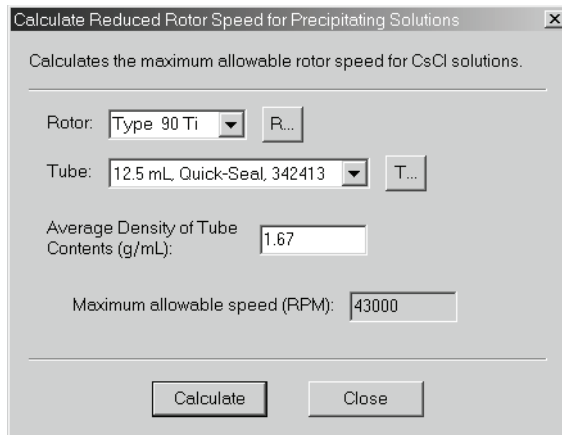 Calculate Reduced Rotor Speed for Precipitating Solutions
Calculates the maximum allowable rotor speed for CsCl solutions.
Rotor: Type 90 Ti R...
Tube: 12.5 mL, Quick-Seal, 342413 T...
Average Density of Tube
Contents (g/mL): 1.67
Maximum allowable speed (RPM): 43000
Calculate Close